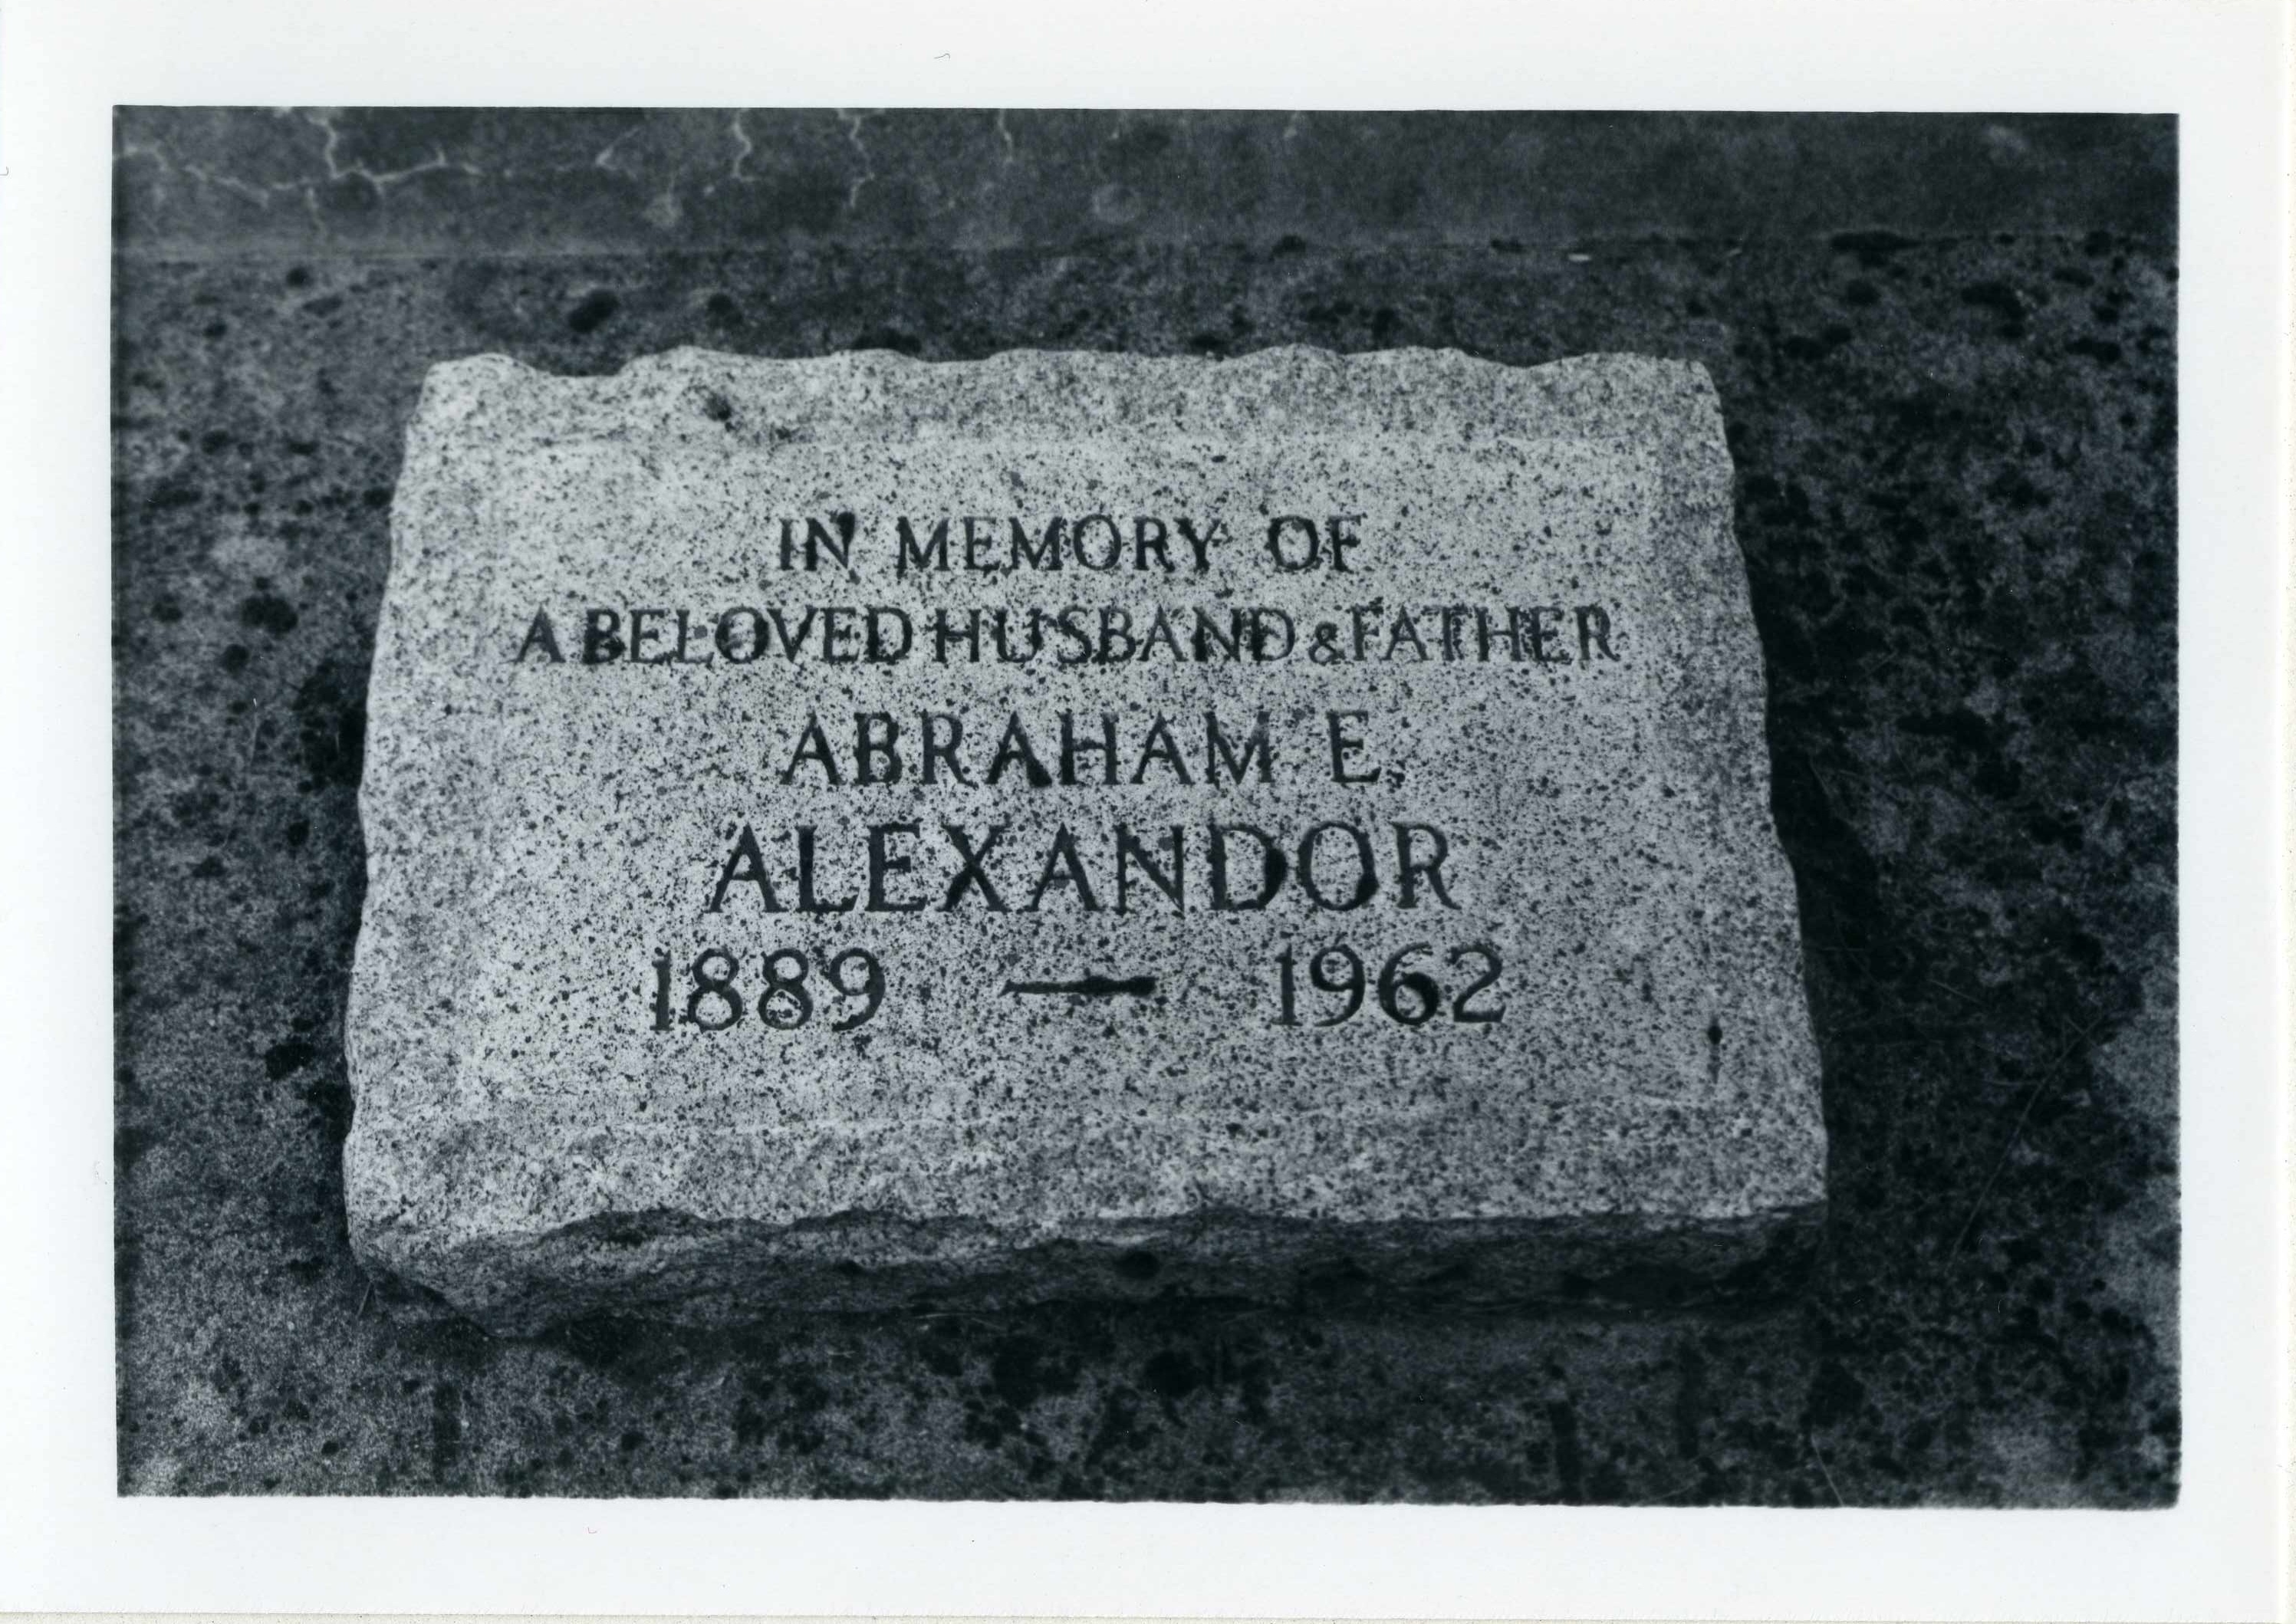 IN MEMORY OF
A BELOVED HUSBAND & FATHER
ABRAHAM E.
ALEXANDOR
1889 — 1962